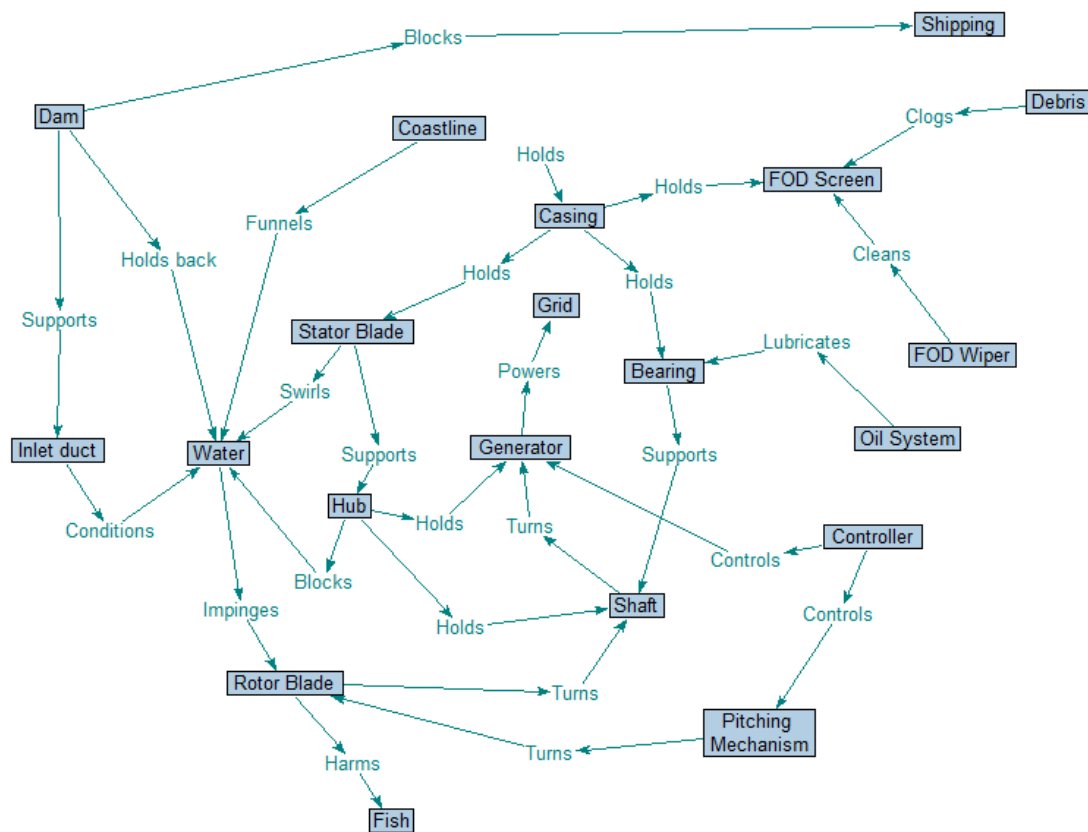 Shipping
Blocks
Debris
Dam
Clogs
Coastline
Holds
FOD Screen
Holds
Casing
Funnels
Holds back
Cleans
Holds
Holds
Grid
Supports
Stator Blade
Lubricates
FOD Wiper
Powers
Bearing
Swirls
Oil System
Inlet duct
Water
Generator
Supports
Supports
Hub
Holds
Turns
Conditions
Controller
Controls
Blocks
Impinges
Holds
Shaft
Controls
Rotor Blade
Turns
Pitching
Mechanism
Turns
Harms
Fish